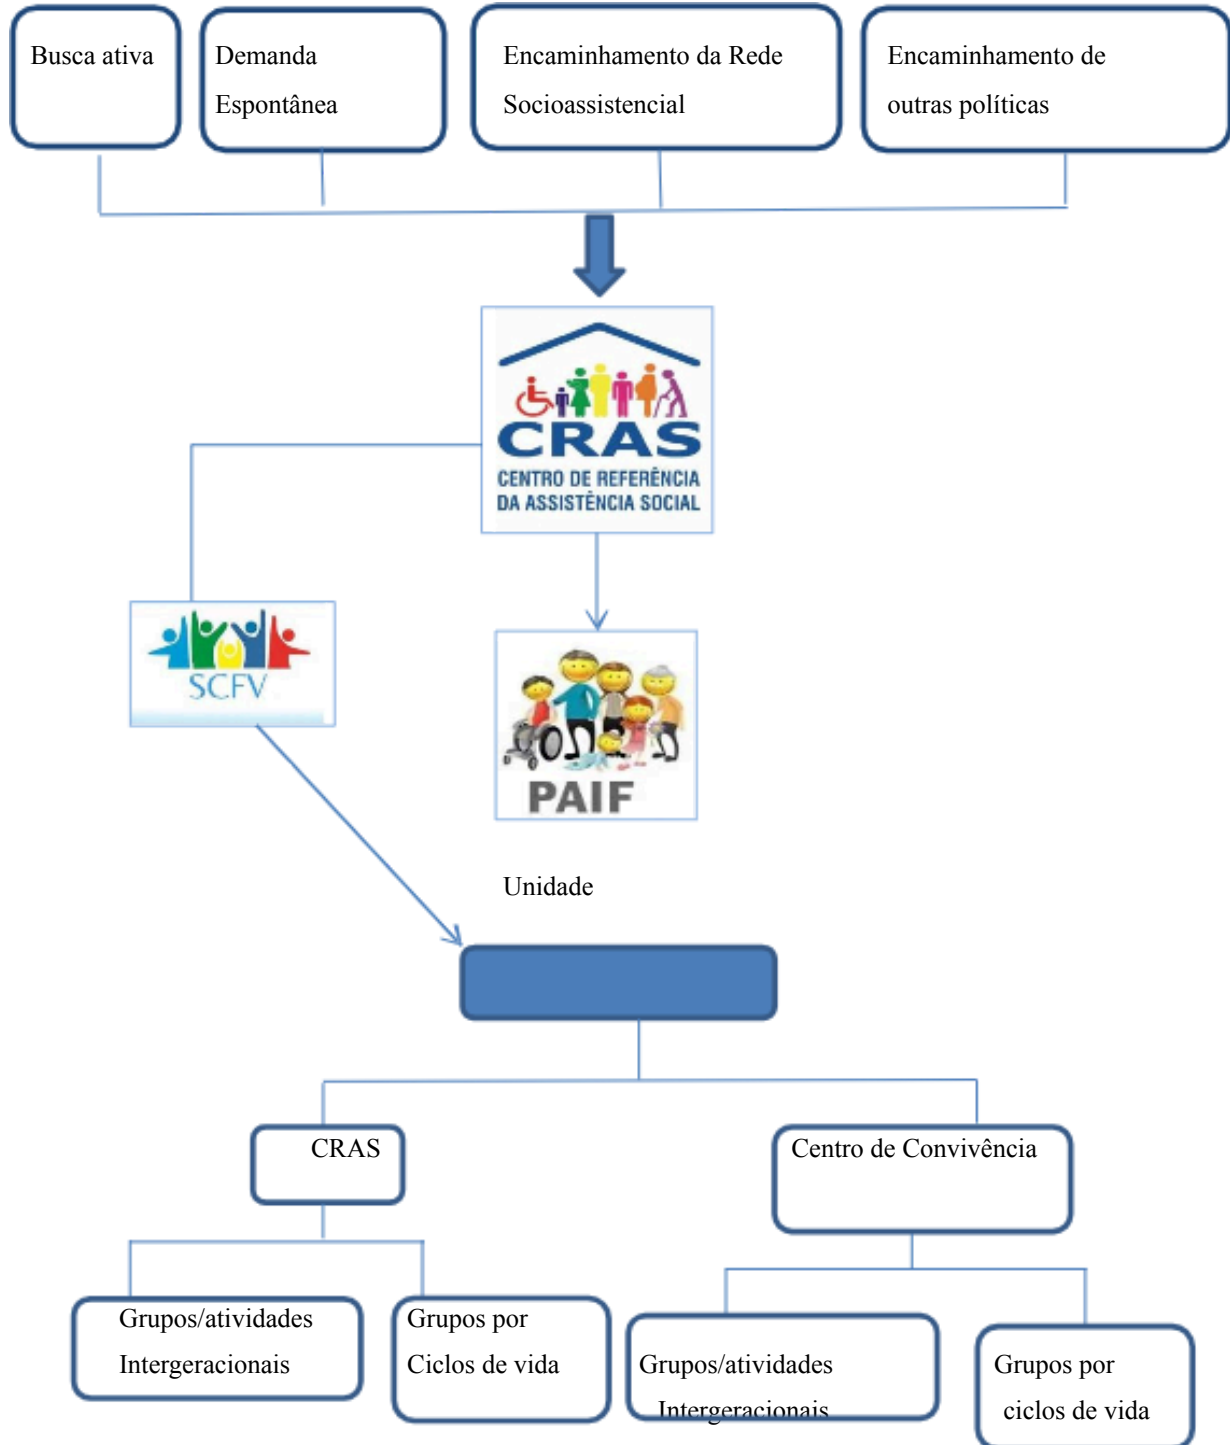 Busca ativa
Demanda
Espontânea
Encaminhamento da Rede
Socioassistencial
Encaminhamento de
outras políticas
CRAS
CENTRO DE REFERÊNCIA
DA ASSISTÊNCIA SOCIAL
SCFV
PAIF
Unidade
CRAS
Centro de Convivência
Grupos/atividades
Intergeracionais
Grupos por
Ciclos de vida
Grupos/atividades
Intergeracionais
Grupos por
ciclos de vida